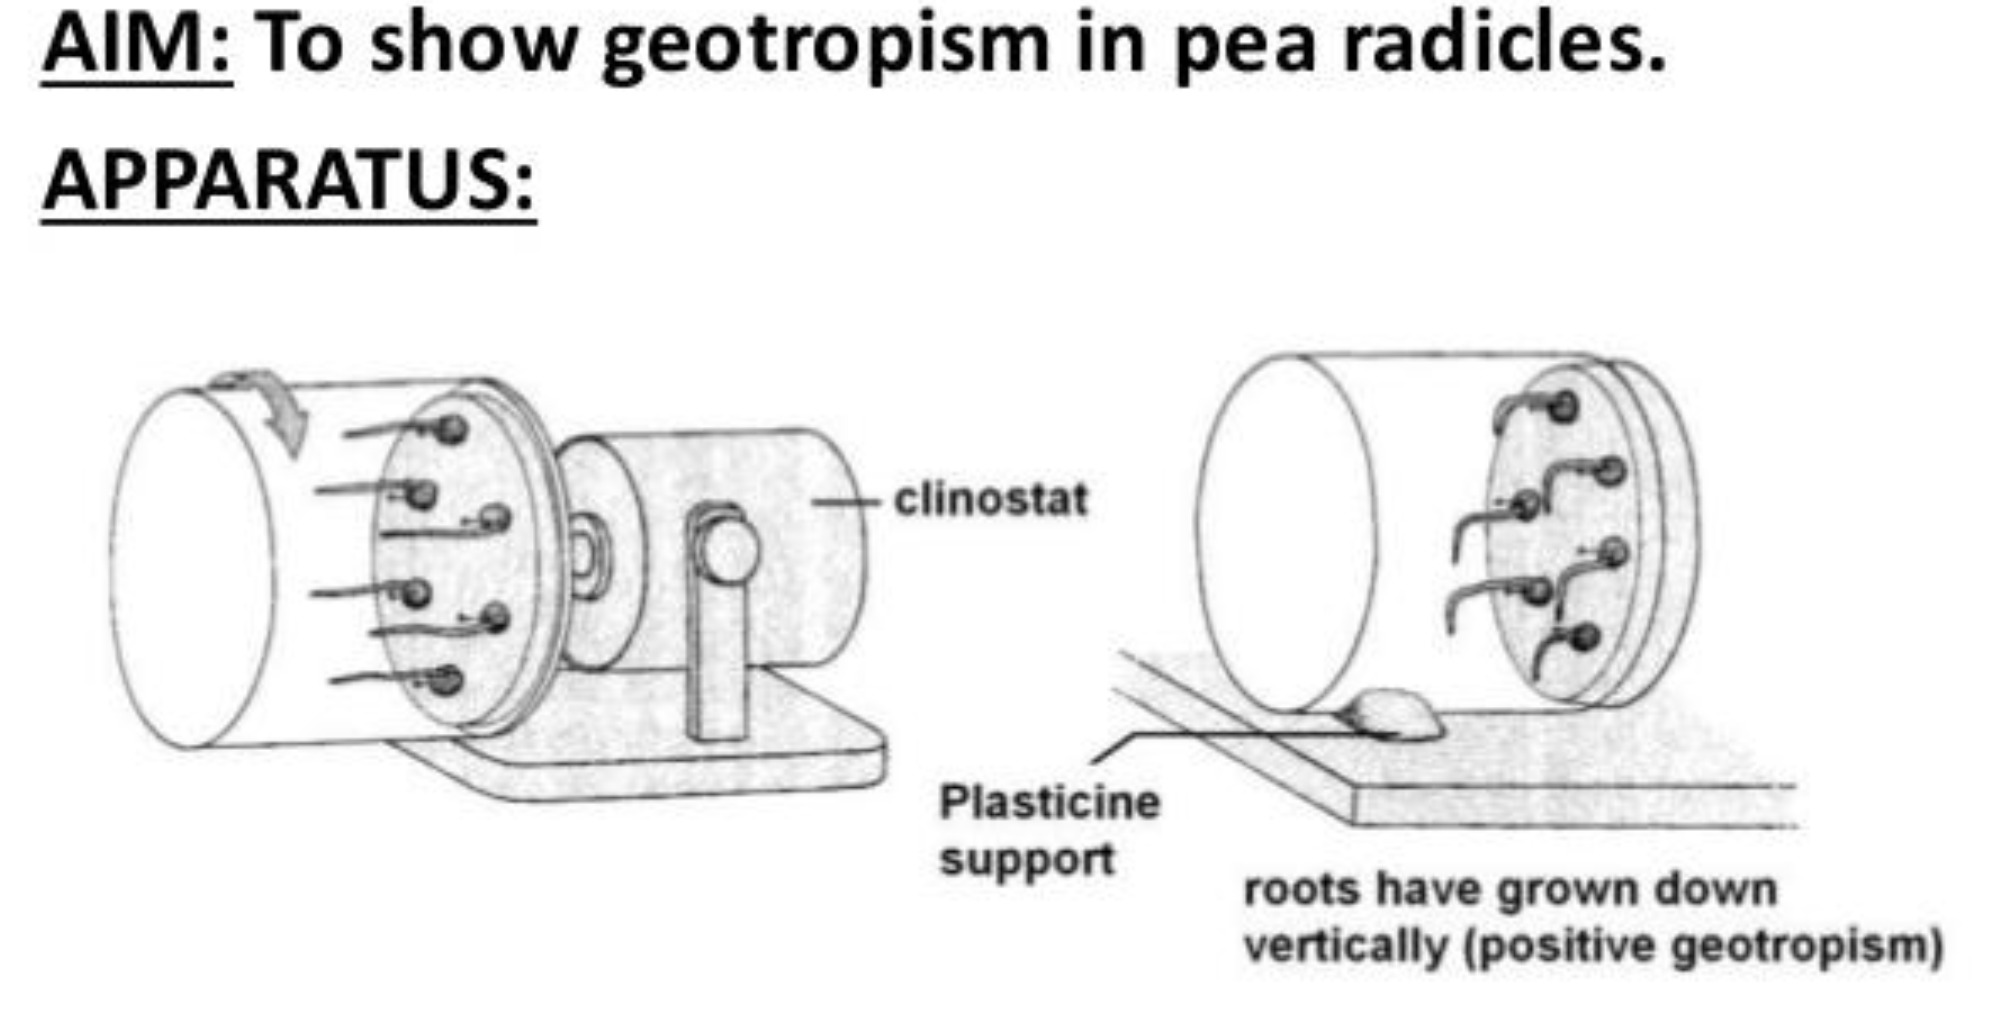 AIM: To show geotropism in pea radicles.
APPARATUS:
clinostat
Plasticine
support
roots have grown down
vertically (positive geotropism)